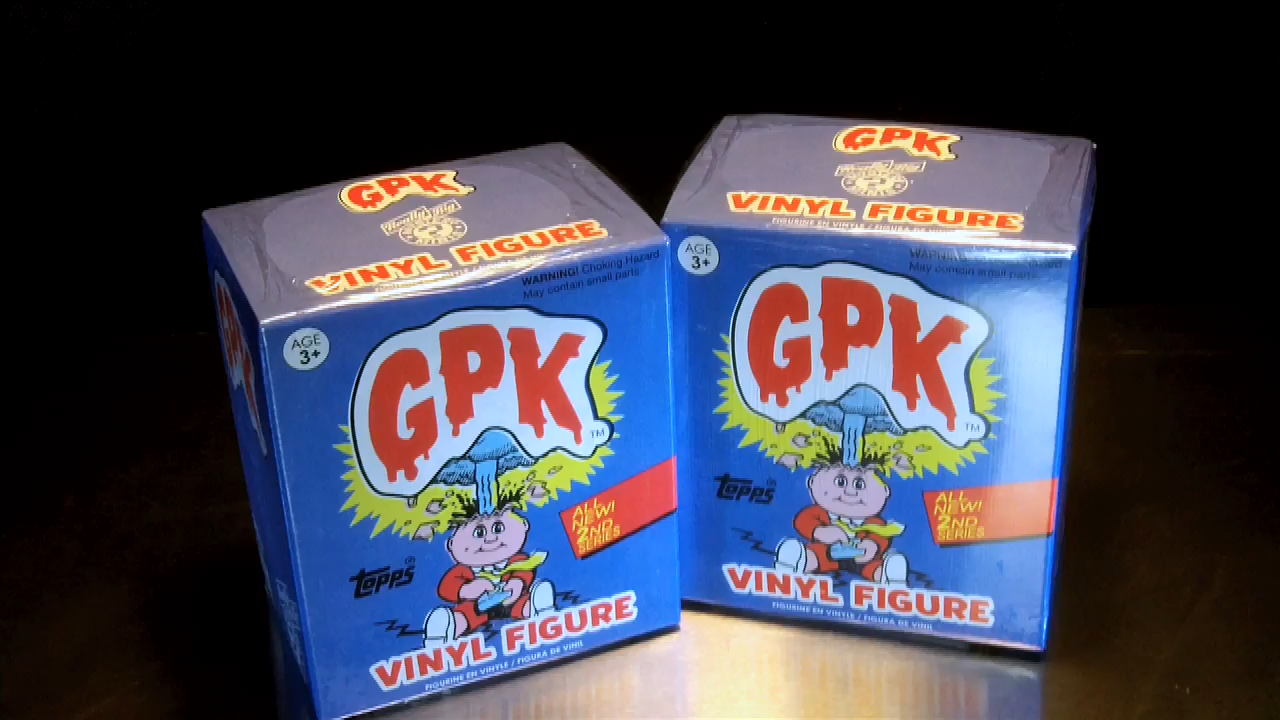 GPK
VINYL FIGURE
WARNING! Choking Hazard
May contain small parts.
AGE
3+
GPK
TM
ALL
NEW!
2ND
SERIES
Topps®
VINYL FIGURE
FIGURINE EN VINYLE / FIGURA DE VINIL
GPK
VINYL FIGURE
FIGURINE EN VINYLE / FIGURA DE VINIL
AGE
3+
WARNING! Choking Hazard
May contain small parts.
GPK
TM
Topps®
ALL
NEW!
2ND
SERIES
VINYL FIGURE
FIGURINE EN VINYLE / FIGURA DE VINIL